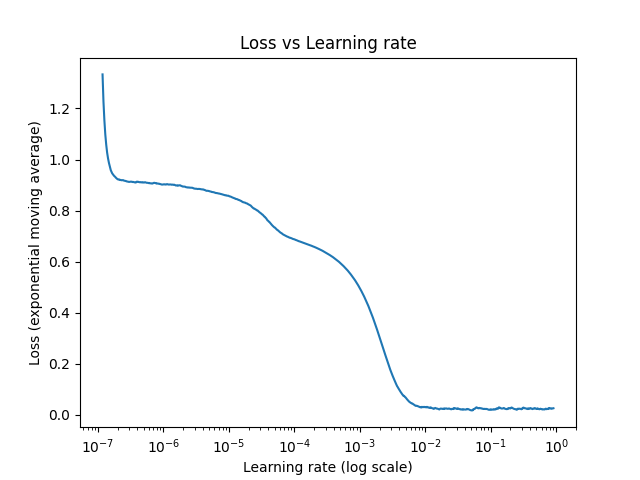 Loss vs Learning rate
Loss (exponential moving average)
1.2
1.0
0.8
0.6
0.4
0.2
0.0
10⁻⁷ 10⁻⁶ 10⁻⁵ 10⁻⁴ 10⁻³ 10⁻² 10⁻¹ 10⁰
Learning rate (log scale)